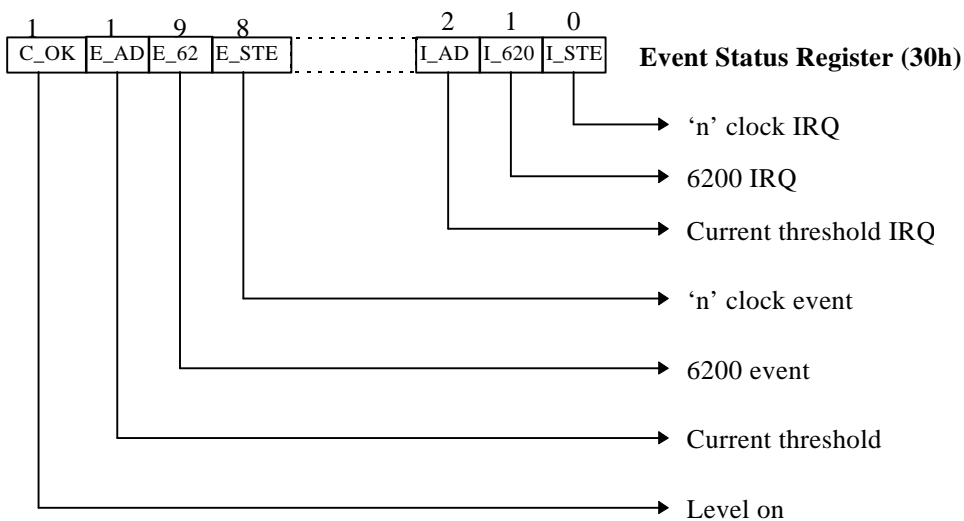 1 1 9 8 2 1 0
C_OK E_AD E_62 E_STE I_AD I_620 I_STE Event Status Register (30h)
‘n’ clock IRQ
6200 IRQ
Current threshold IRQ
‘n’ clock event
6200 event
Current threshold
Level on